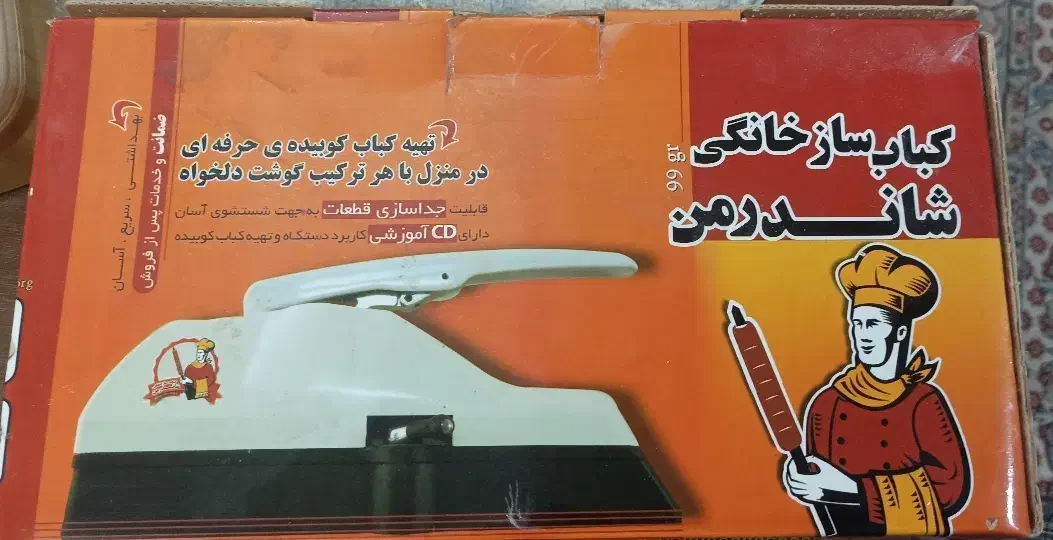 کباب ساز خانگی
شاندرمن
99 gr
تهیه کباب کوبیده ی حرفه ای
در منزل با هر ترکیب گوشت دلخواه
قابلیت جداسازی قطعات به جهت شستشوی آسان
دارای CD آموزشی کاربرد دستگاه و تهیه کباب کوبیده
ضمانت و خدمات پس از فروش
بهداشتی ، سریع ، آسان
org